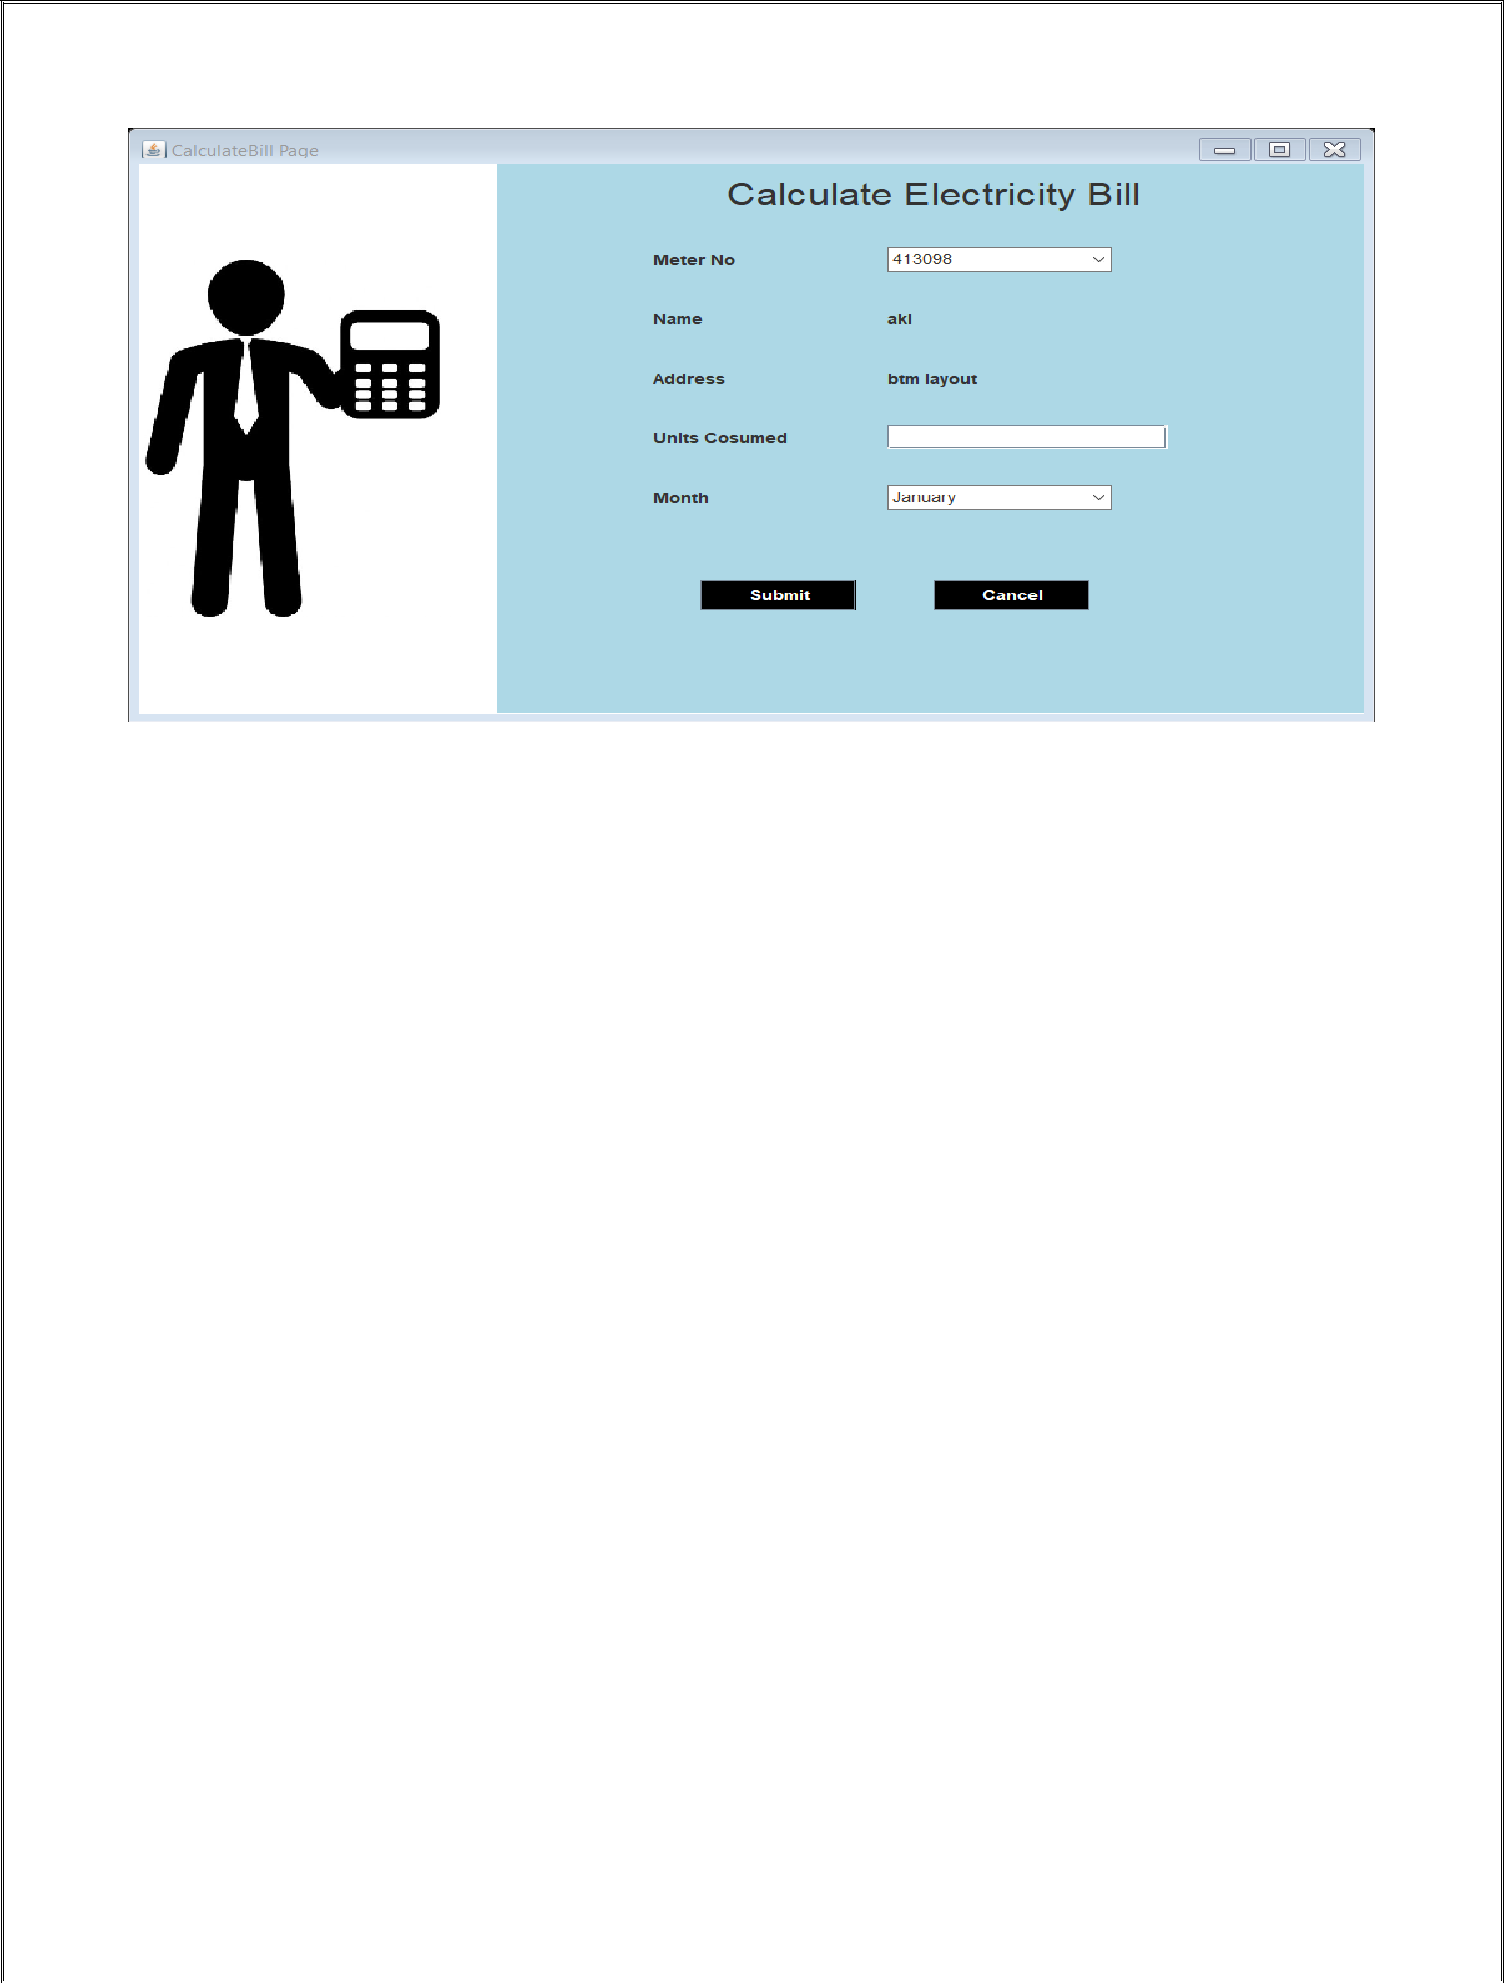 CalculateBill Page
Calculate Electricity Bill
Meter No 413098
Name akl
Address btm layout
Units Cosumed
Month January
Submit Cancel